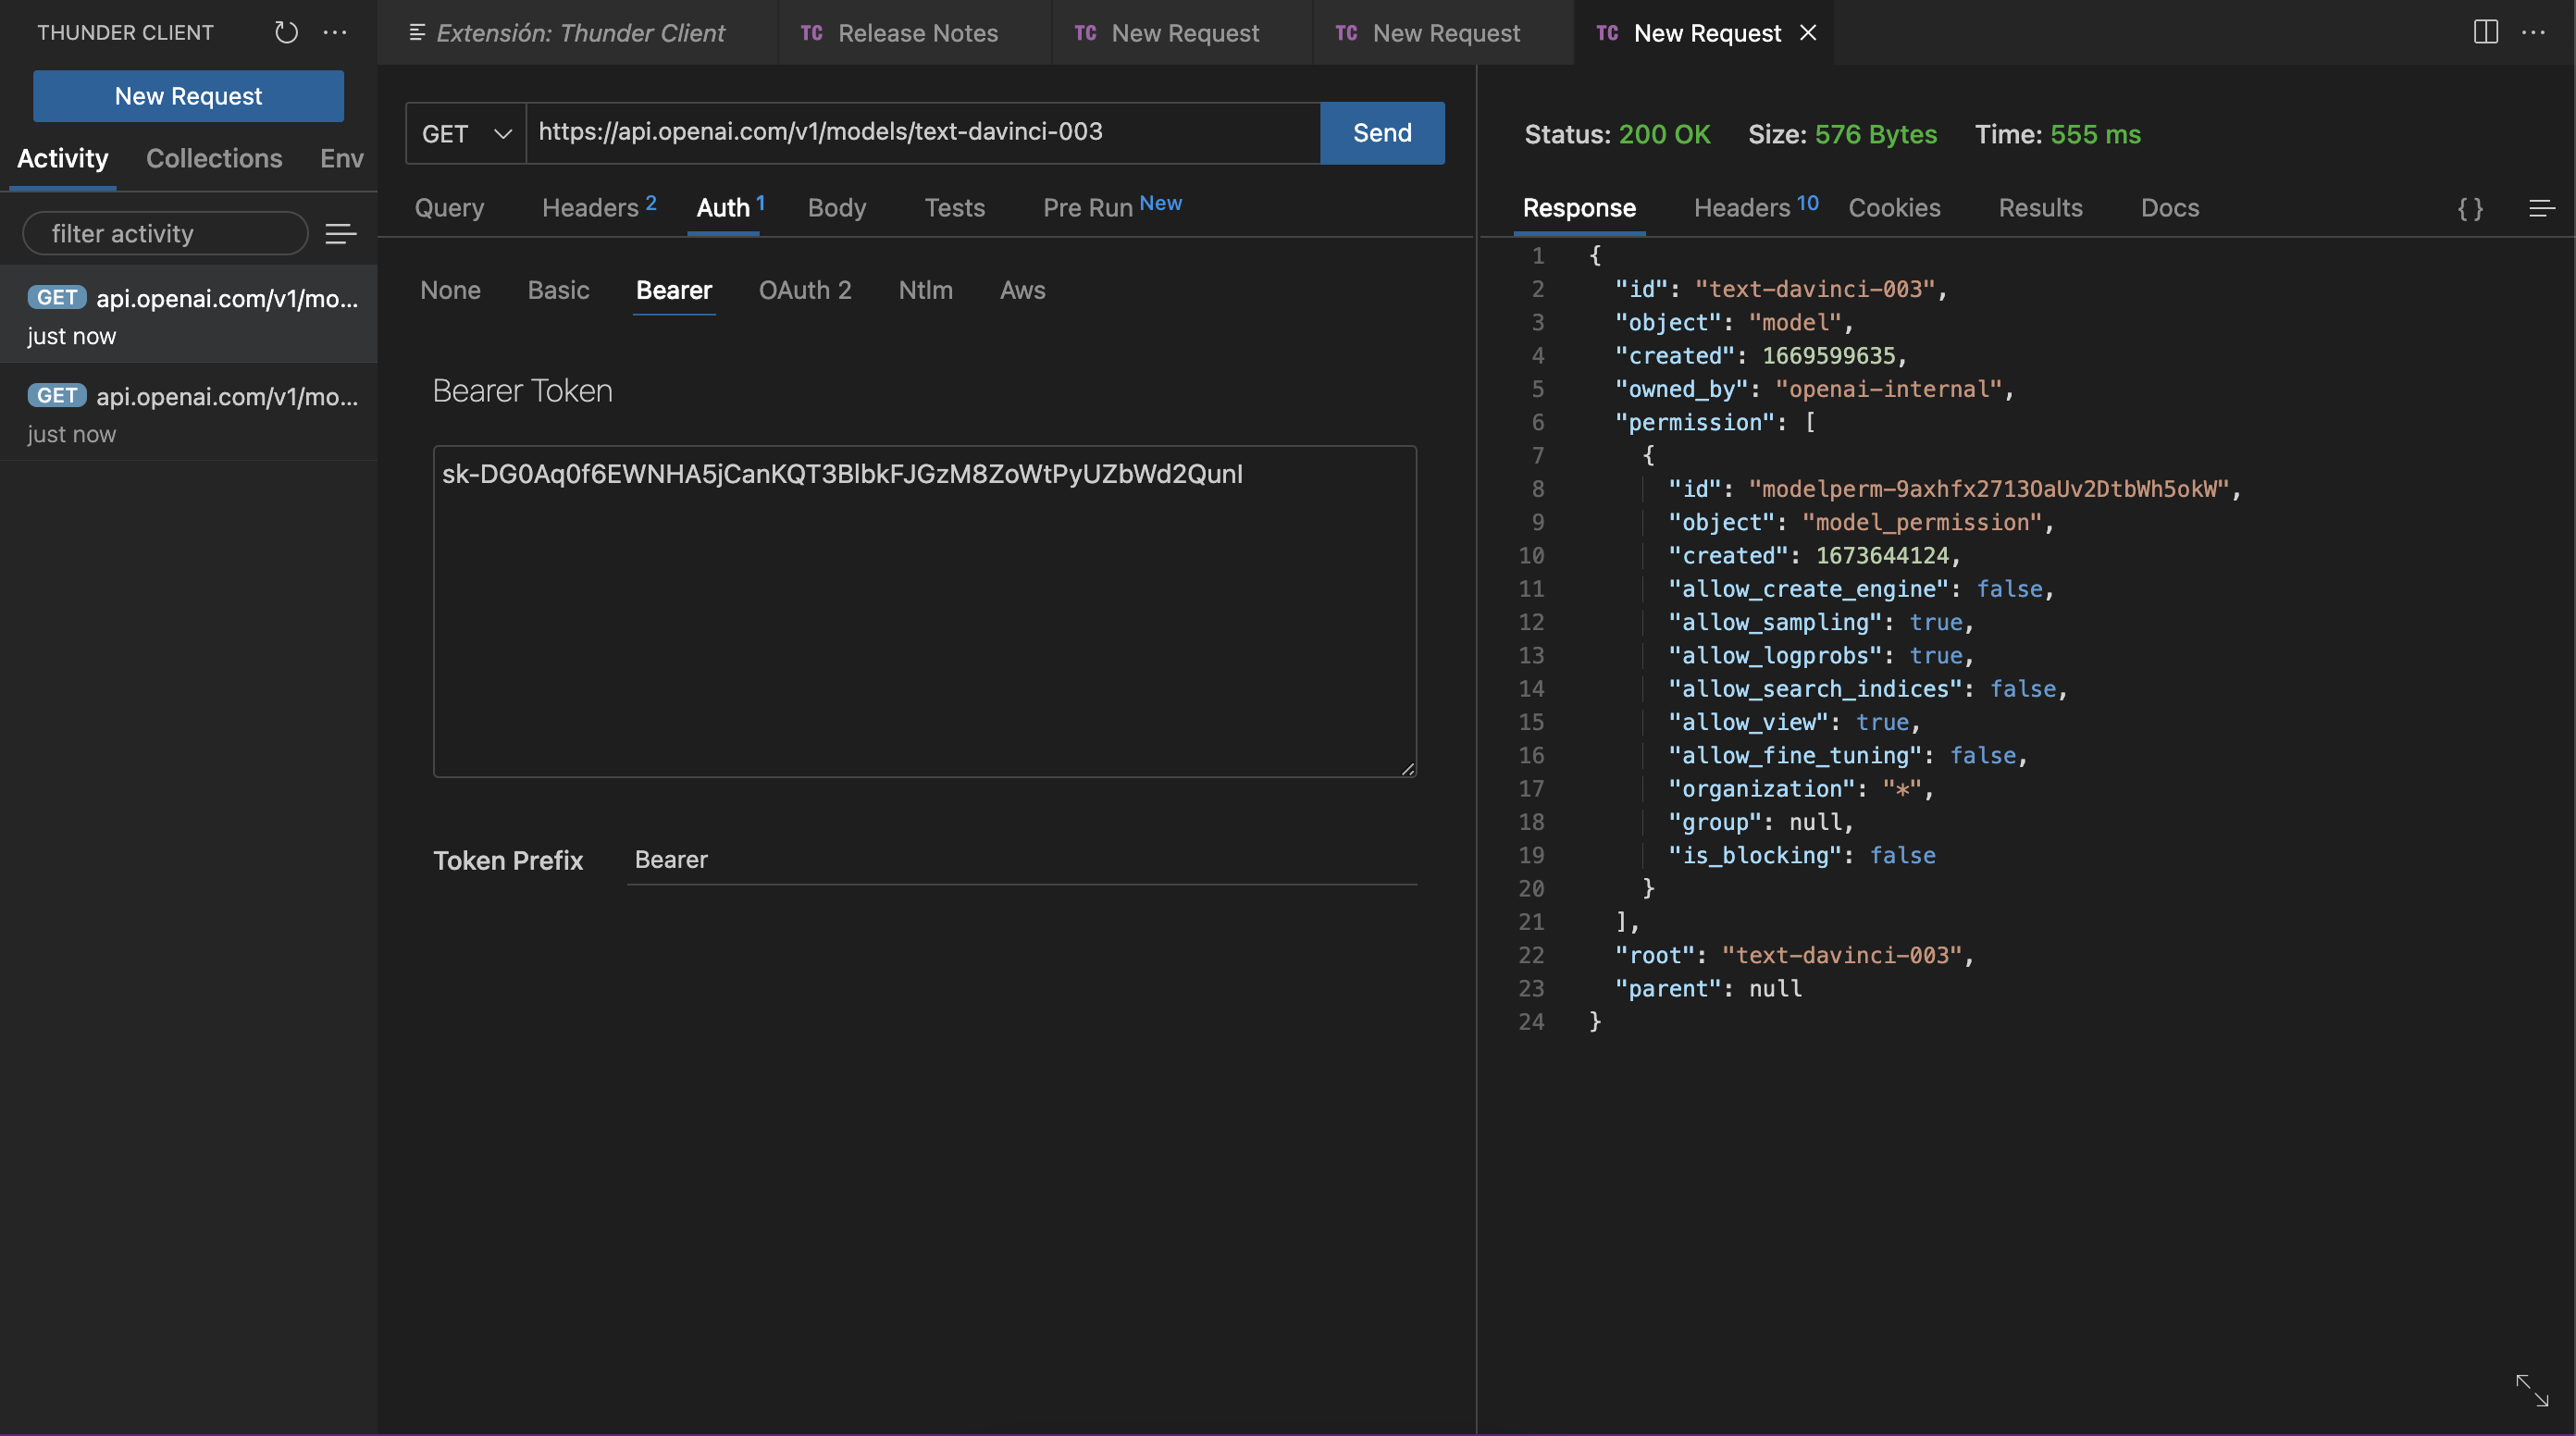 THUNDER CLIENT
New Request
Activity Collections Env
filter activity
GET api.openai.com/v1/mo...
just now
GET api.openai.com/v1/mo...
just now
Extensión: Thunder Client
TC Release Notes
TC New Request
TC New Request
TC New Request
GET https://api.openai.com/v1/models/text-davinci-003 Send
Query Headers 2 Auth 1 Body Tests Pre Run New
None Basic Bearer OAuth 2 Ntlm Aws
Bearer Token
Token Prefix Bearer
Status: 200 OK Size: 576 Bytes Time: 555 ms
Response Headers 10 Cookies Results Docs {}
1 {
2 "id": "text-davinci-003",
3 "object": "model",
4 "created": 1669599635,
5 "owned_by": "openai-internal",
6 "permission": [
7 {
8 "id": "modelperm-9axhfx2713OaUv2DtbWh5okW",
9 "object": "model_permission",
10 "created": 1673644124,
11 "allow_create_engine": false,
12 "allow_sampling": true,
13 "allow_logprobs": true,
14 "allow_search_indices": false,
15 "allow_view": true,
16 "allow_fine_tuning": false,
17 "organization": "*",
18 "group": null,
19 "is_blocking": false
20 }
21 ],
22 "root": "text-davinci-003",
23 "parent": null
24 }